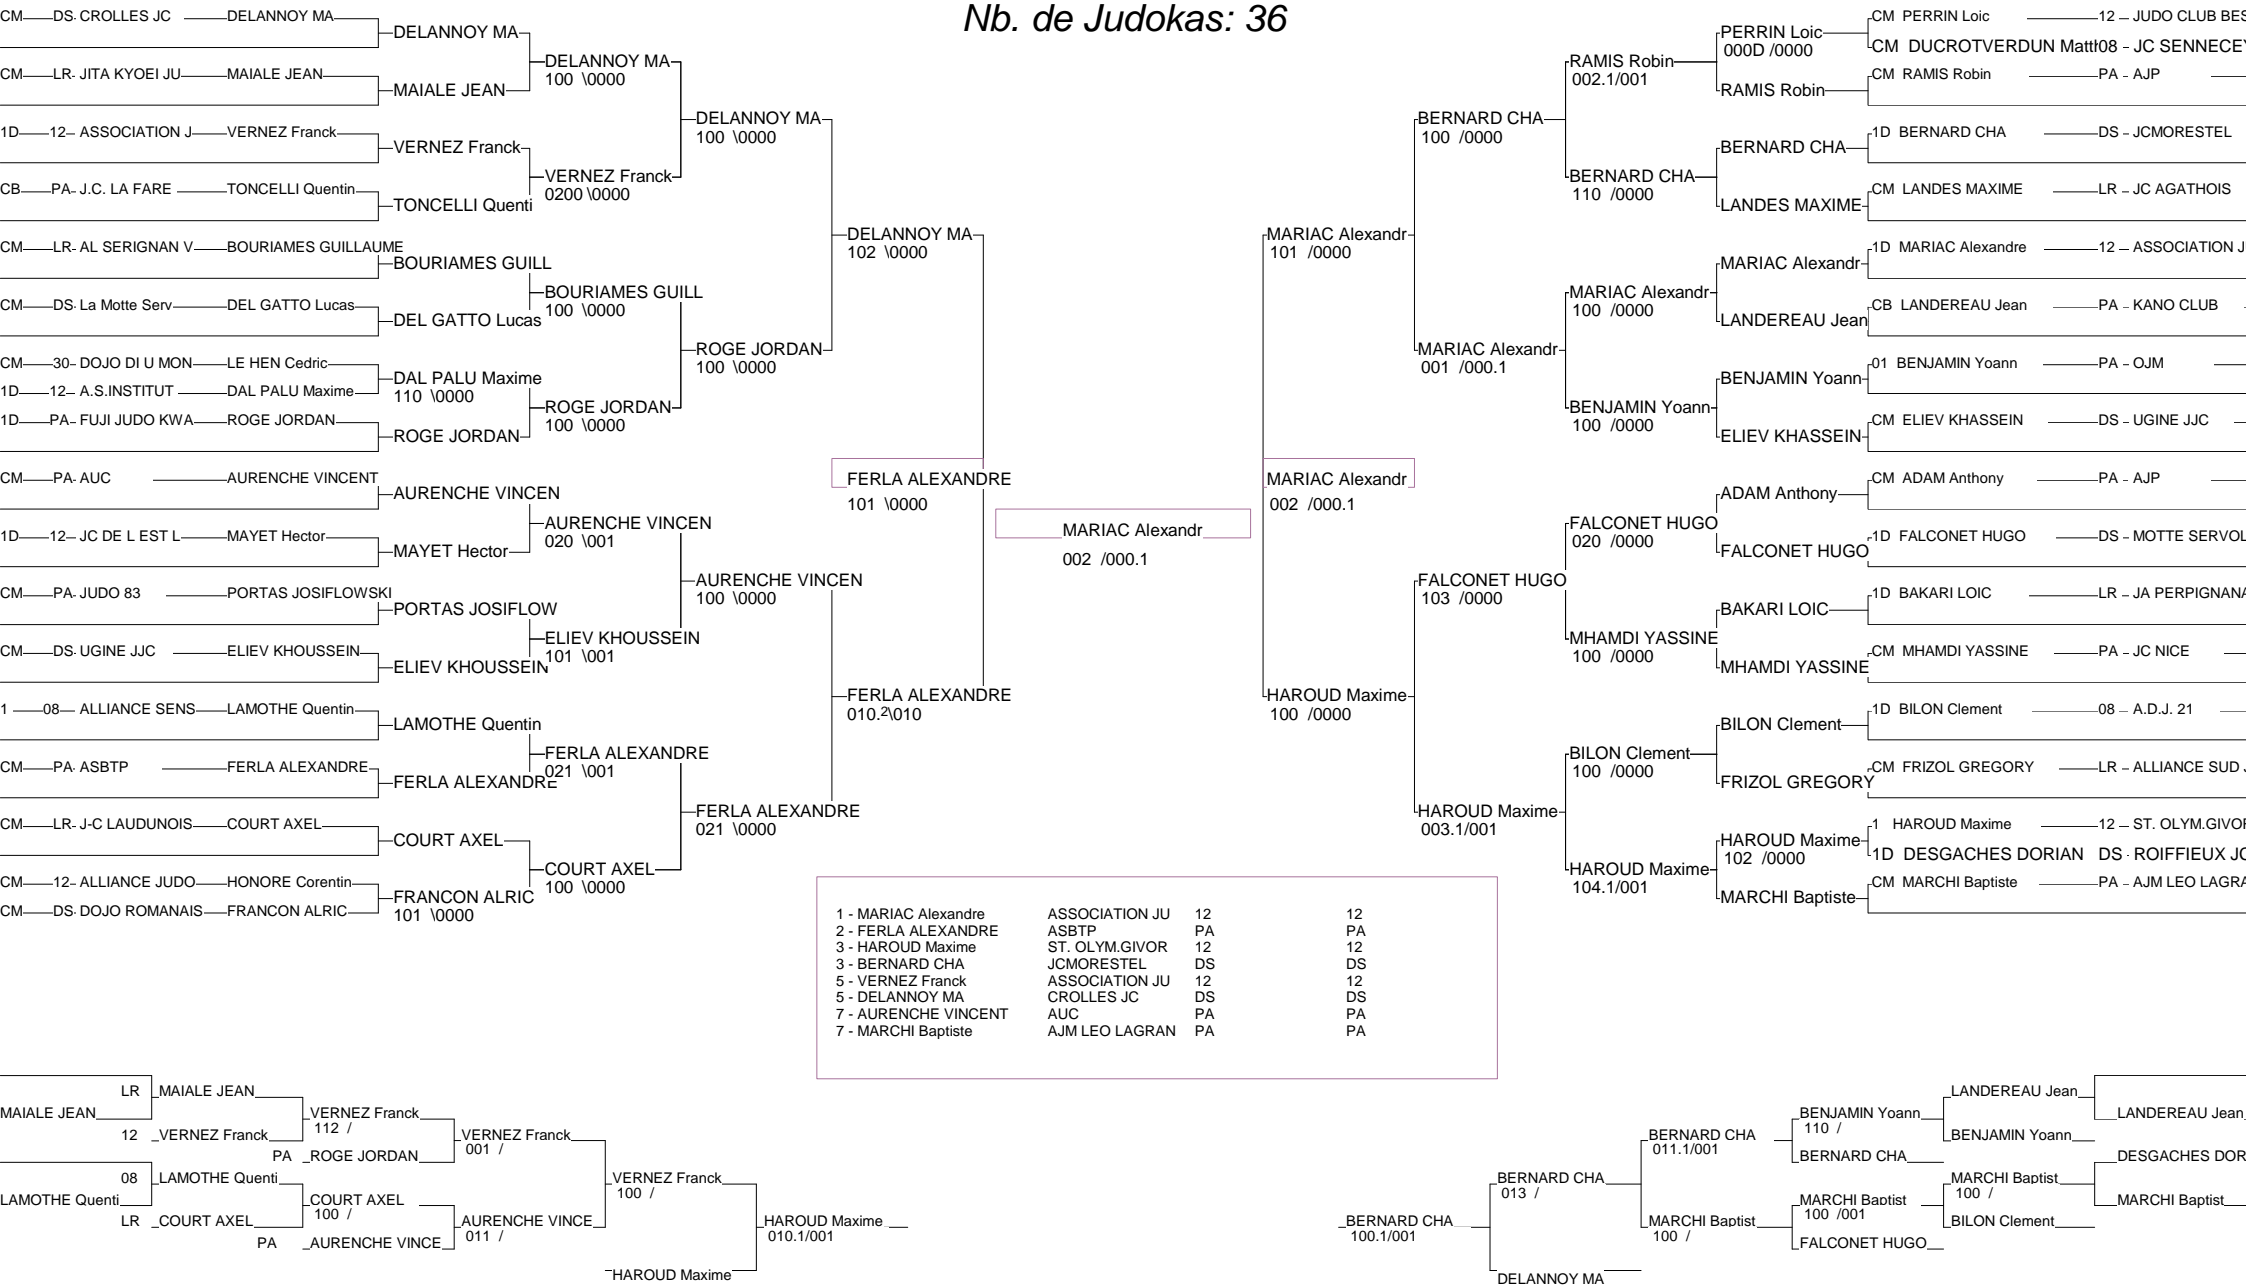 Nb. de Judokas: 36
CM DS CROLLES JC DELANNOY MA
CM LR- JITA KYOEI JU MAIALE JEAN
1D 12- ASSOCIATION J VERNEZ Franck
CB PA- J.C. LA FARE TONCELLI Quentin
CM LR- AL SERIGNAN V BOURIAMES GUILLAUME
CM DS- La Motte Serv DEL GATTO Lucas
CM 30- DOJO DI U MON LE HEN Cedric
1D 12- A.S.INSTITUT DAL PALU Maxime
1D PA- FUJI JUDO KWA ROGE JORDAN
CM PA- AUC AURENCHE VINCENT
1D 12- JC DE L EST L MAYET Hector
CM PA- JUDO 83 PORTAS JOSIFLOWSKI
CM DS- UGINE JJC ELIEV KHOUSSEIN
1 08- ALLIANCE SENS LAMOTHE Quentin
CM PA- ASBTP FERLA ALEXANDRE
CM LR- J-C LAUDUNOIS COURT AXEL
CM 12- ALLIANCE JUDO HONORE Corentin
CM DS- DOJO ROMANAIS FRANCON ALRIC
DELANNOY MA
MAIALE JEAN
VERNEZ Franck
TONCELLI Quenti
BOURIAMES GUILL
DEL GATTO Lucas
DAL PALU Maxime
110 \0000
ROGE JORDAN
AURENCHE VINCEN
MAYET Hector
PORTAS JOSIFLOW
ELIEV KHOUSSEIN
LAMOTHE Quentin
FERLA ALEXANDRE
COURT AXEL
FRANCON ALRIC
101 \0000
DELANNOY MA
100 \0000
VERNEZ Franck
0200 \0000
BOURIAMES GUILL
100 \0000
ROGE JORDAN
100 \0000
AURENCHE VINCEN
020 \001
ELIEV KHOUSSEIN
101 \001
FERLA ALEXANDRE
021 \001
COURT AXEL
100 \0000
DELANNOY MA
100 \0000
ROGE JORDAN
100 \0000
AURENCHE VINCEN
100 \0000
FERLA ALEXANDRE
021 \0000
DELANNOY MA
102 \0000
FERLA ALEXANDRE
010.2\010
FERLA ALEXANDRE
101 \0000
MARIAC Alexandr
002 /000.1
MARIAC Alexandr
002 /000.1
MARIAC Alexandr
101 /0000
HAROUD Maxime
100 /0000
BERNARD CHA
100 /0000
MARIAC Alexandr
001 /000.1
FALCONET HUGO
103 /0000
HAROUD Maxime
003.1/001
RAMIS Robin
002.1/001
BERNARD CHA
110 /0000
MARIAC Alexandr
100 /0000
BENJAMIN Yoann
100 /0000
FALCONET HUGO
020 /0000
MHAMDI YASSINE
100 /0000
BILON Clement
100 /0000
HAROUD Maxime
104.1/001
PERRIN Loic
000D /0000
RAMIS Robin
BERNARD CHA
LANDES MAXIME
MARIAC Alexandr
LANDEREAU Jean
BENJAMIN Yoann
ELIEV KHASSEIN
ADAM Anthony
FALCONET HUGO
BAKARI LOIC
MHAMDI YASSINE
BILON Clement
FRIZOL GREGORY
HAROUD Maxime
102 /0000
MARCHI Baptiste
CM PERRIN Loic 12 - JUDO CLUB BES
CM DUCROTVERDUN Matth08 - JC SENNECEY
CM RAMIS Robin PA - AJP
1D BERNARD CHA DS - JCMORESTEL
CM LANDES MAXIME LR - JC AGATHOIS
1D MARIAC Alexandre 12 - ASSOCIATION J
CB LANDEREAU Jean PA - KANO CLUB
01 BENJAMIN Yoann PA - OJM
CM ELIEV KHASSEIN DS - UGINE JJC
CM ADAM Anthony PA - AJP
1D FALCONET HUGO DS - MOTTE SERVOL
1D BAKARI LOIC LR - JA PERPIGNANA
CM MHAMDI YASSINE PA - JC NICE
1D BILON Clement 08 - A.D.J. 21
CM FRIZOL GREGORY LR - ALLIANCE SUD J
1 HAROUD Maxime 12 - ST. OLYM.GIVOR
1D DESGACHES DORIAN DS - ROIFFIEUX JC
CM MARCHI Baptiste PA - AJM LEO LAGRA
1 - MARIAC Alexandre ASSOCIATION JU 12 12
2 - FERLA ALEXANDRE ASBTP PA PA
3 - HAROUD Maxime ST. OLYM.GIVOR 12 12
3 - BERNARD CHA JCMORESTEL DS DS
5 - VERNEZ Franck ASSOCIATION JU 12 12
5 - DELANNOY MA CROLLES JC DS DS
7 - AURENCHE VINCENT AUC PA PA
7 - MARCHI Baptiste AJM LEO LAGRAN PA PA
MAIALE JEAN
LAMOTHE Quenti
LR MAIALE JEAN
12 VERNEZ Franck
08 LAMOTHE Quenti
LR COURT AXEL
VERNEZ Franck
112 /
PA ROGE JORDAN
COURT AXEL
100 /
PA AURENCHE VINCE
VERNEZ Franck
001 /
AURENCHE VINCE
011 /
VERNEZ Franck
100 /
HAROUD Maxime
HAROUD Maxime
010.1/001
BERNARD CHA
100.1/001
BERNARD CHA
013 /
DELANNOY MA
BERNARD CHA
011.1/001
MARCHI Baptist
100 /
BENJAMIN Yoann
110 /
BERNARD CHA
MARCHI Baptist
100 /001
FALCONET HUGO
LANDEREAU Jean
BENJAMIN Yoann
MARCHI Baptist
100 /
BILON Clement
LANDEREAU Jean
DESGACHES DOR
MARCHI Baptist